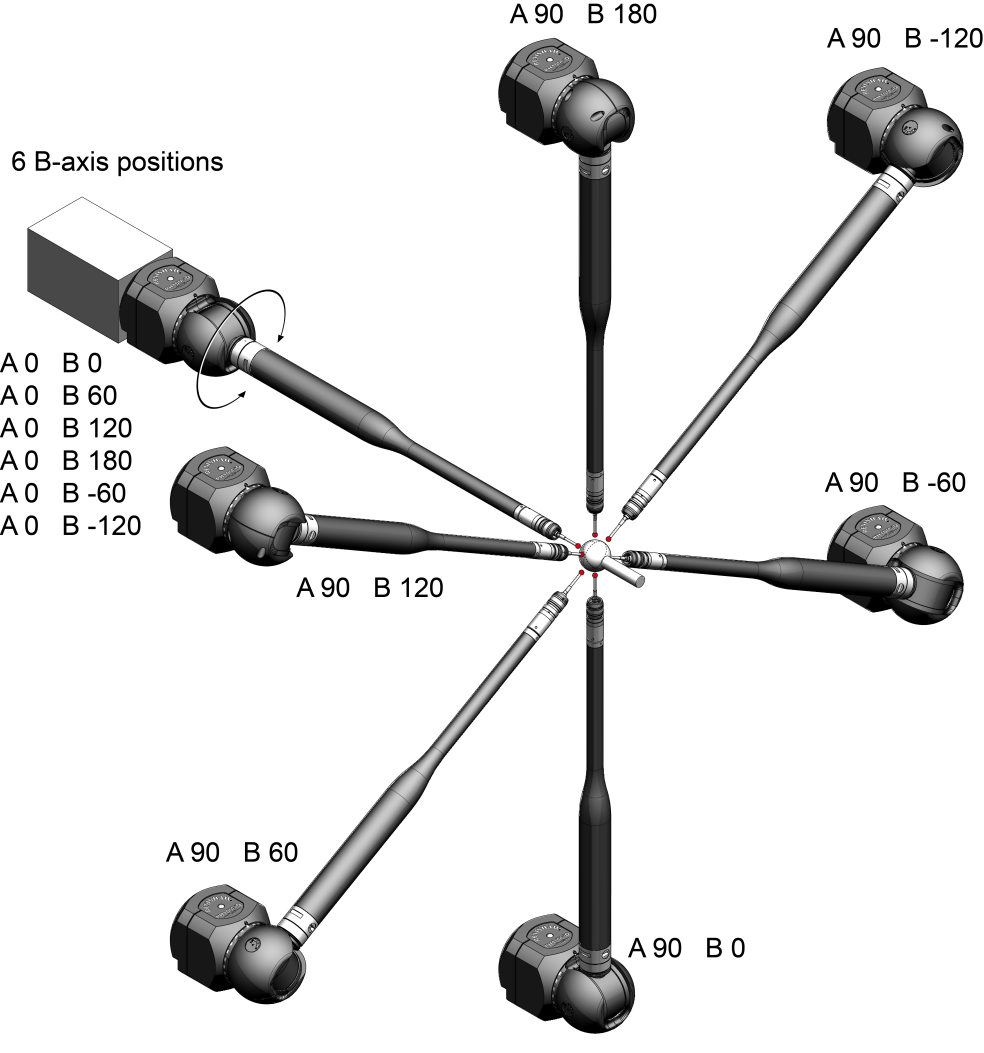 A 90 B 180
A 90 B -120
6 B-axis positions
A 0 B 0
A 0 B 60
A 0 B 120
A 0 B 180
A 0 B -60
A 0 B -120
A 90 B -60
A 90 B 120
A 90 B 60
A 90 B 0